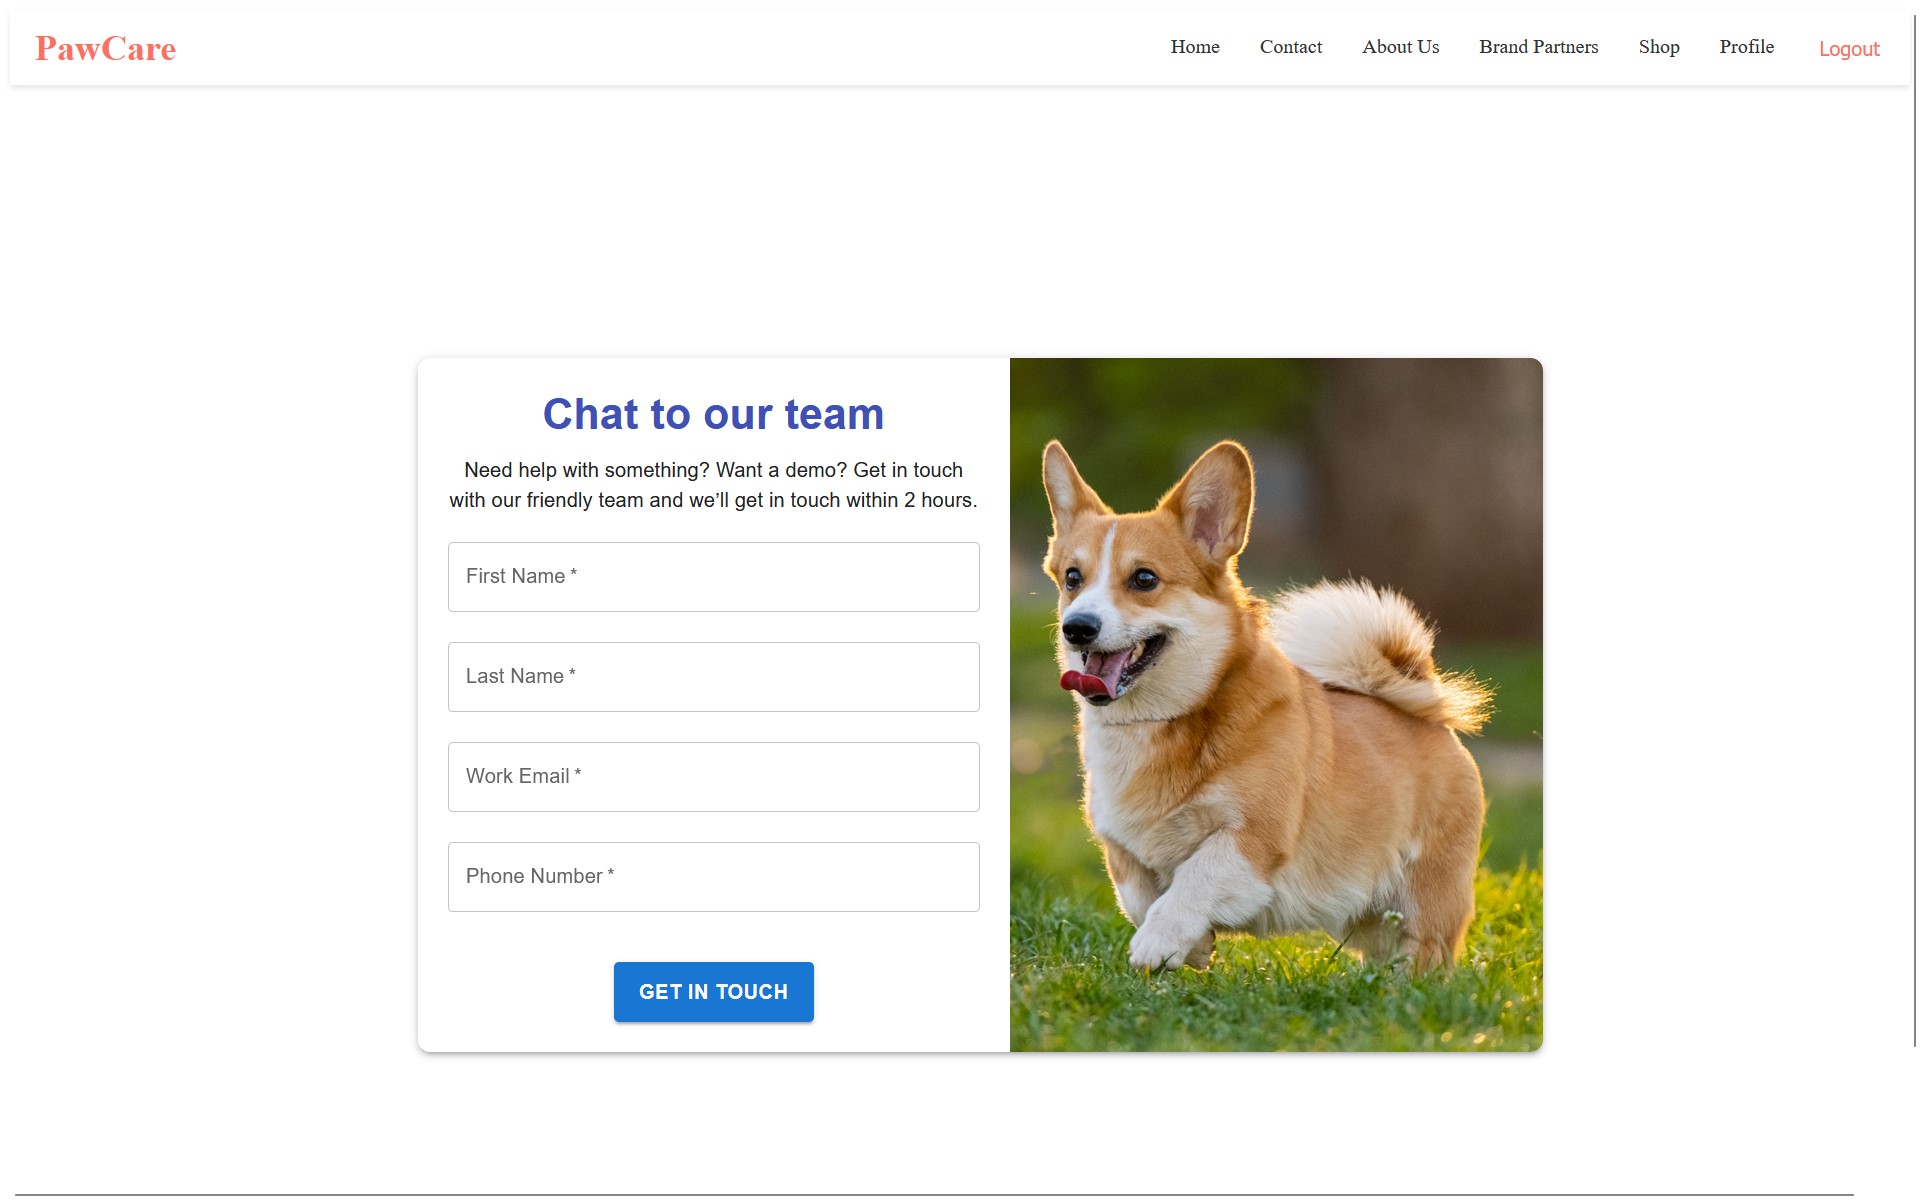 PawCare
Home
Contact
About Us
Brand Partners
Shop
Profile
Logout
Chat to our team
Need help with something? Want a demo? Get in touch
with our friendly team and we’ll get in touch within 2 hours.
First Name *
Last Name *
Work Email *
Phone Number *
GET IN TOUCH